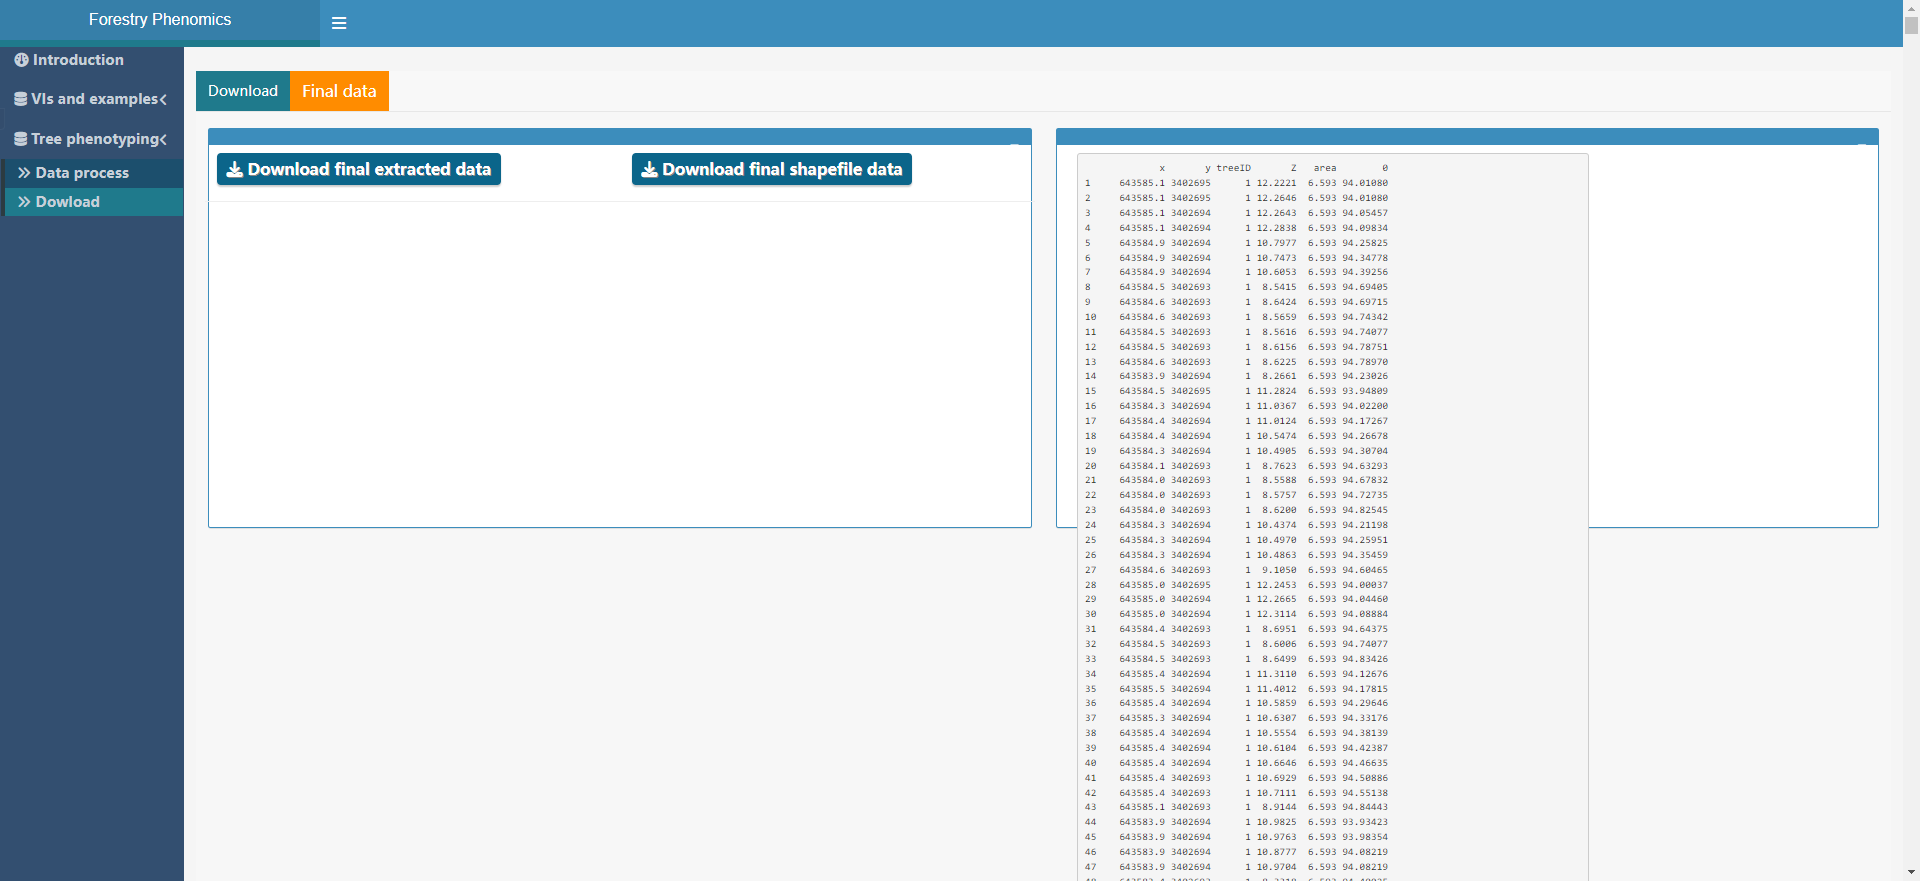 Forestry Phenomics
Introduction
VIs and examples
Tree phenotyping
Data process
Dowload
Download
Final data
Download final extracted data
Download final shapefile data
x y treeID Z area 0
1 643585.1 3402695 1 12.2221 6.593 94.01080
2 643585.1 3402695 1 12.2646 6.593 94.01080
3 643585.1 3402694 1 12.2643 6.593 94.05457
4 643585.1 3402694 1 12.2838 6.593 94.09834
5 643584.9 3402694 1 10.7977 6.593 94.25825
6 643584.9 3402694 1 10.7473 6.593 94.34778
7 643584.9 3402694 1 10.6053 6.593 94.39256
8 643584.5 3402693 1 8.5415 6.593 94.69405
9 643584.6 3402693 1 8.6424 6.593 94.69715
10 643584.6 3402693 1 8.5659 6.593 94.74342
11 643584.5 3402693 1 8.5616 6.593 94.74077
12 643584.5 3402693 1 8.6156 6.593 94.78751
13 643584.6 3402693 1 8.6225 6.593 94.78970
14 643583.9 3402694 1 8.2661 6.593 94.23026
15 643584.5 3402695 1 11.2824 6.593 93.94809
16 643584.3 3402694 1 11.0367 6.593 94.02200
17 643584.4 3402694 1 11.0124 6.593 94.17267
18 643584.4 3402694 1 10.5474 6.593 94.26678
19 643584.3 3402694 1 10.4905 6.593 94.30704
20 643584.1 3402693 1 8.7623 6.593 94.63293
21 643584.0 3402693 1 8.5588 6.593 94.67832
22 643584.0 3402693 1 8.5757 6.593 94.72735
23 643584.0 3402693 1 8.6200 6.593 94.82545
24 643584.3 3402694 1 10.4374 6.593 94.21198
25 643584.3 3402694 1 10.4970 6.593 94.25951
26 643584.3 3402694 1 10.4863 6.593 94.35459
27 643584.6 3402693 1 9.1050 6.593 94.60465
28 643585.0 3402695 1 12.2453 6.593 94.00037
29 643585.0 3402694 1 12.2665 6.593 94.04460
30 643585.0 3402694 1 12.3114 6.593 94.08884
31 643584.4 3402693 1 8.6951 6.593 94.64375
32 643584.5 3402693 1 8.6006 6.593 94.74077
33 643584.5 3402693 1 8.6499 6.593 94.83426
34 643585.4 3402694 1 11.3110 6.593 94.12676
35 643585.5 3402694 1 11.4012 6.593 94.17815
36 643585.4 3402694 1 10.5859 6.593 94.29646
37 643585.3 3402694 1 10.6307 6.593 94.33176
38 643585.4 3402694 1 10.5554 6.593 94.38139
39 643585.4 3402694 1 10.6104 6.593 94.42387
40 643585.4 3402694 1 10.6646 6.593 94.46635
41 643585.4 3402693 1 10.6929 6.593 94.50886
42 643585.4 3402693 1 10.7111 6.593 94.55138
43 643585.1 3402693 1 8.9144 6.593 94.84443
44 643583.9 3402694 1 10.9825 6.593 93.93423
45 643583.9 3402694 1 10.9763 6.593 93.98354
46 643583.9 3402694 1 10.8777 6.593 94.08219
47 643583.9 3402694 1 10.9704 6.593 94.08219